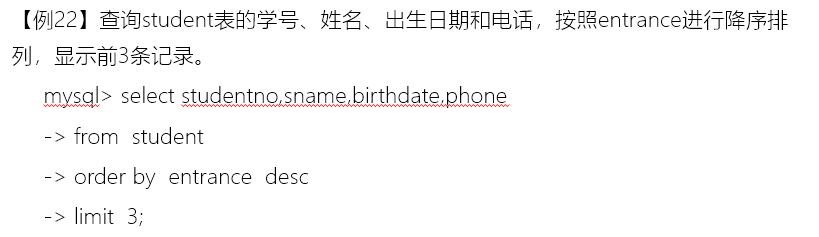 【例22】查询student表的学号、姓名、出生日期和电话，按照entrance进行降序排
列，显示前3条记录。
mysql> select studentno,sname,birthdate,phone
-> from student
-> order by entrance desc
-> limit 3;